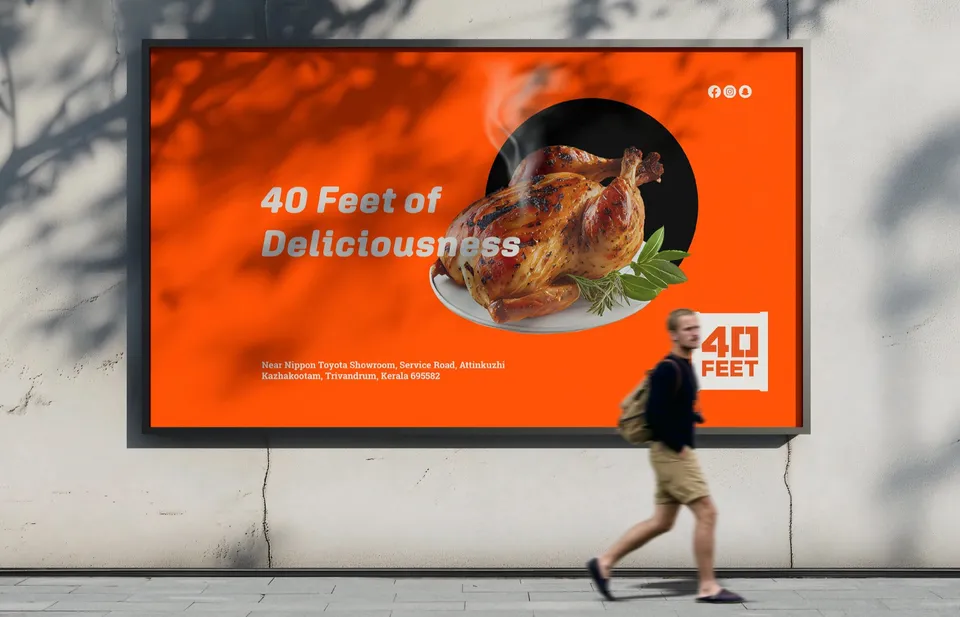 40 Feet of
Deliciousness
Near Nippon Toyota Showroom, Service Road, Attinkuzhi
Kazhakootam, Trivandrum, Kerala 695582
40
FEET